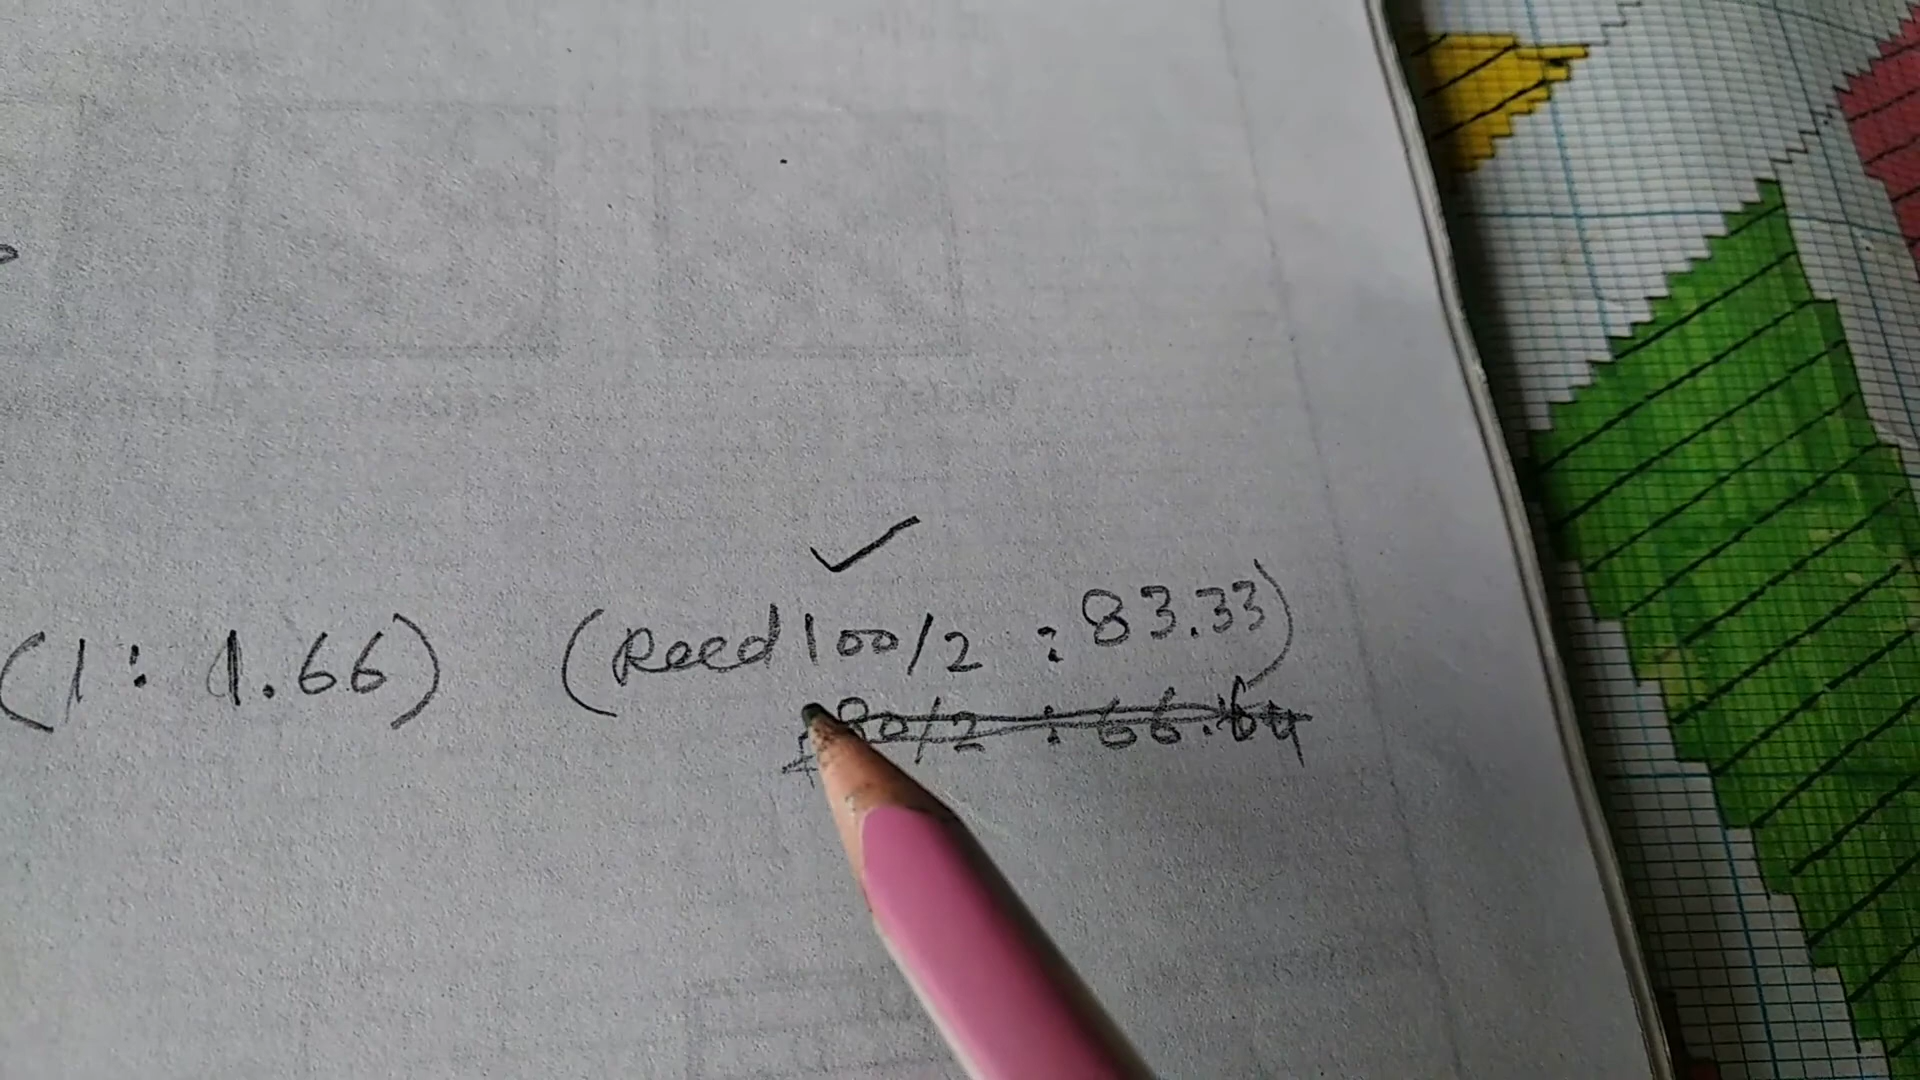 (1 : 1.66) (Reed 100/2 : 83.33)
80/2 : 66.64